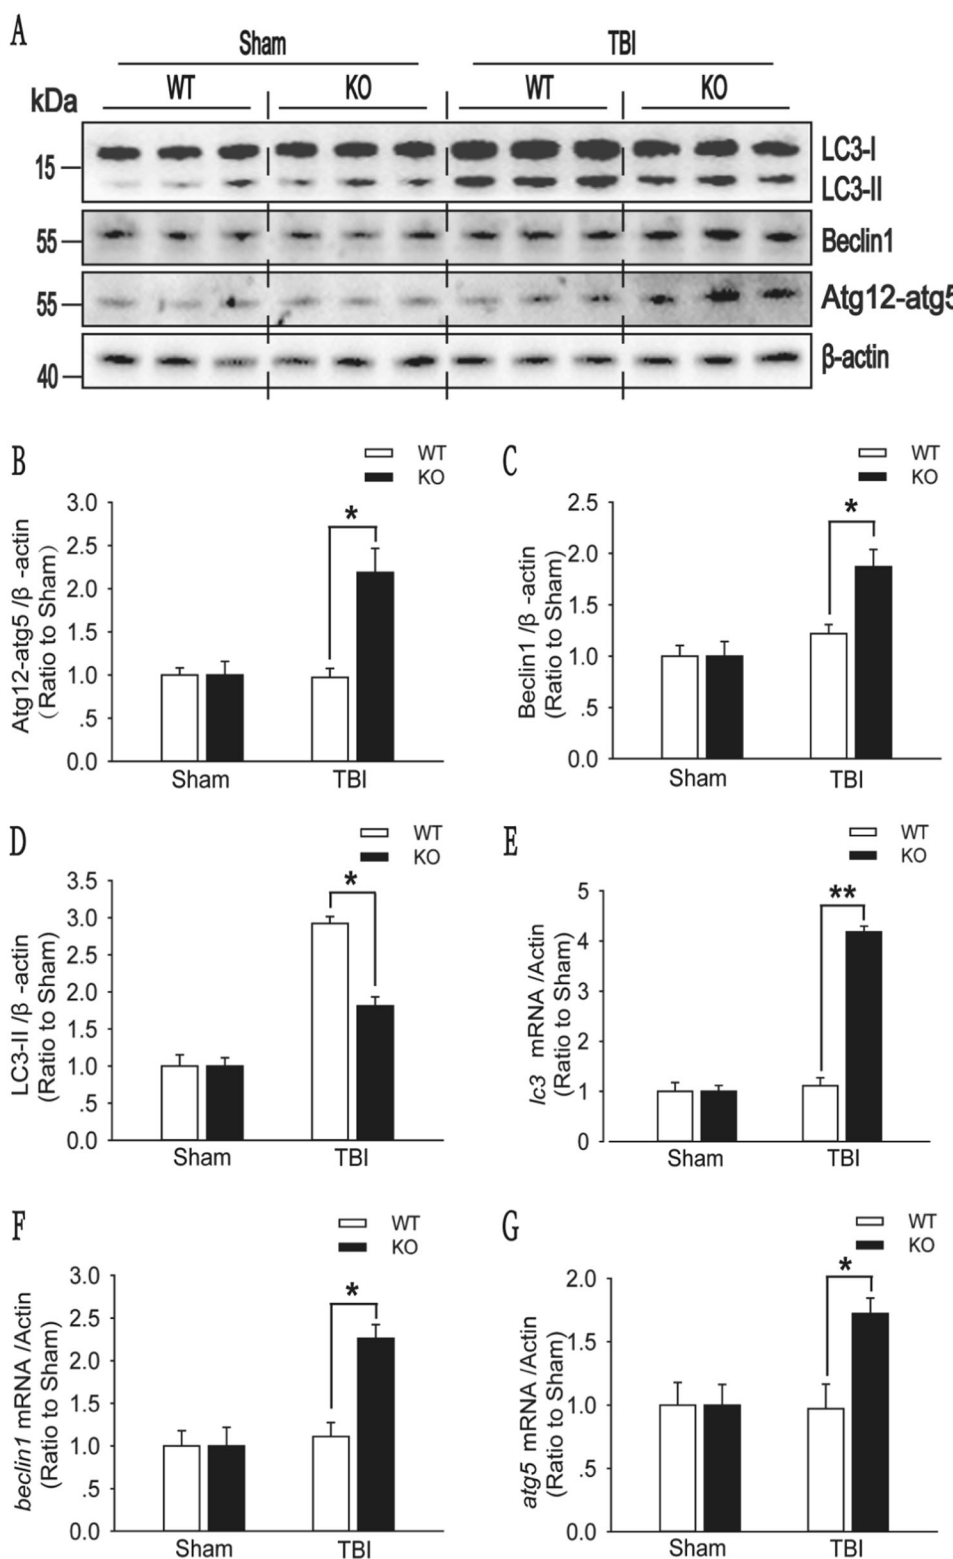 A
Sham TBI
WT KO WT KO
kDa
LC3-I
15
LC3-II
55 Beclin1
55 Atg12-atg5
β-actin
40
B
WT
KO
Atg12-atg5 /β -actin
(Ratio to Sham)
3.0
2.5
2.0
1.5
1.0
.5
0.0
*
Sham TBI
C
WT
KO
Beclin1 /β -actin
(Ratio to Sham)
2.5
2.0
1.5
1.0
.5
0.0
*
Sham TBI
D
WT
KO
LC3-II /β -actin
(Ratio to Sham)
3.5
3.0
2.5
2.0
1.5
1.0
.5
0.0
*
Sham TBI
E
WT
KO
lc3 mRNA /Actin
(Ratio to Sham)
5
4
3
2
1
0
**
Sham TBI
F
WT
KO
beclin1 mRNA /Actin
(Ratio to Sham)
3.0
2.5
2.0
1.5
1.0
.5
0.0
*
Sham TBI
G
WT
KO
atg5 mRNA /Actin
(Ratio to Sham)
2.0
1.5
1.0
.5
0.0
*
Sham TBI